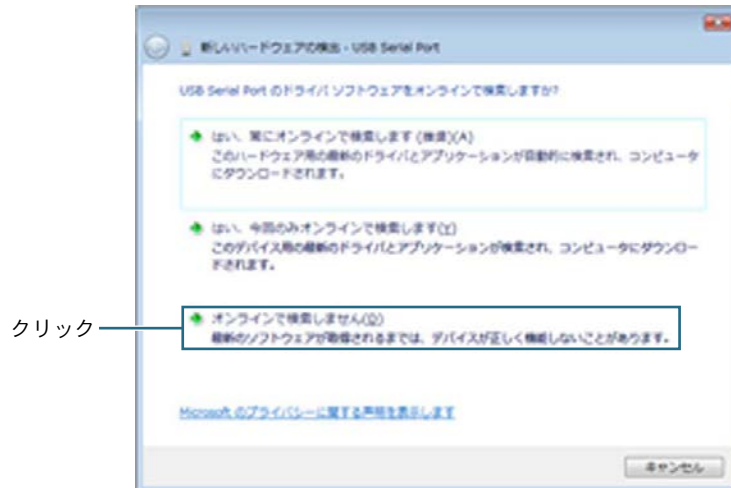 新しいハードウェアの検出 - USB Serial Port
USB Serial Port のドライバ ソフトウェアをオンラインで検索しますか?
はい、常にオンラインで検索します (推奨)(A)
このハードウェア用の最新のドライバとアプリケーションが自動的に検索され、コンピュータ
にダウンロードされます。
はい、今回のみオンラインで検索します(Y)
このデバイス用の最新のドライバとアプリケーションが検索され、コンピュータにダウンロー
ドされます。
クリック
オンラインで検索しません(D)
最新のソフトウェアが取得されるまでは、デバイスが正しく機能しないことがあります。
Microsoft のプライバシーに関する声明を表示します
キャンセル